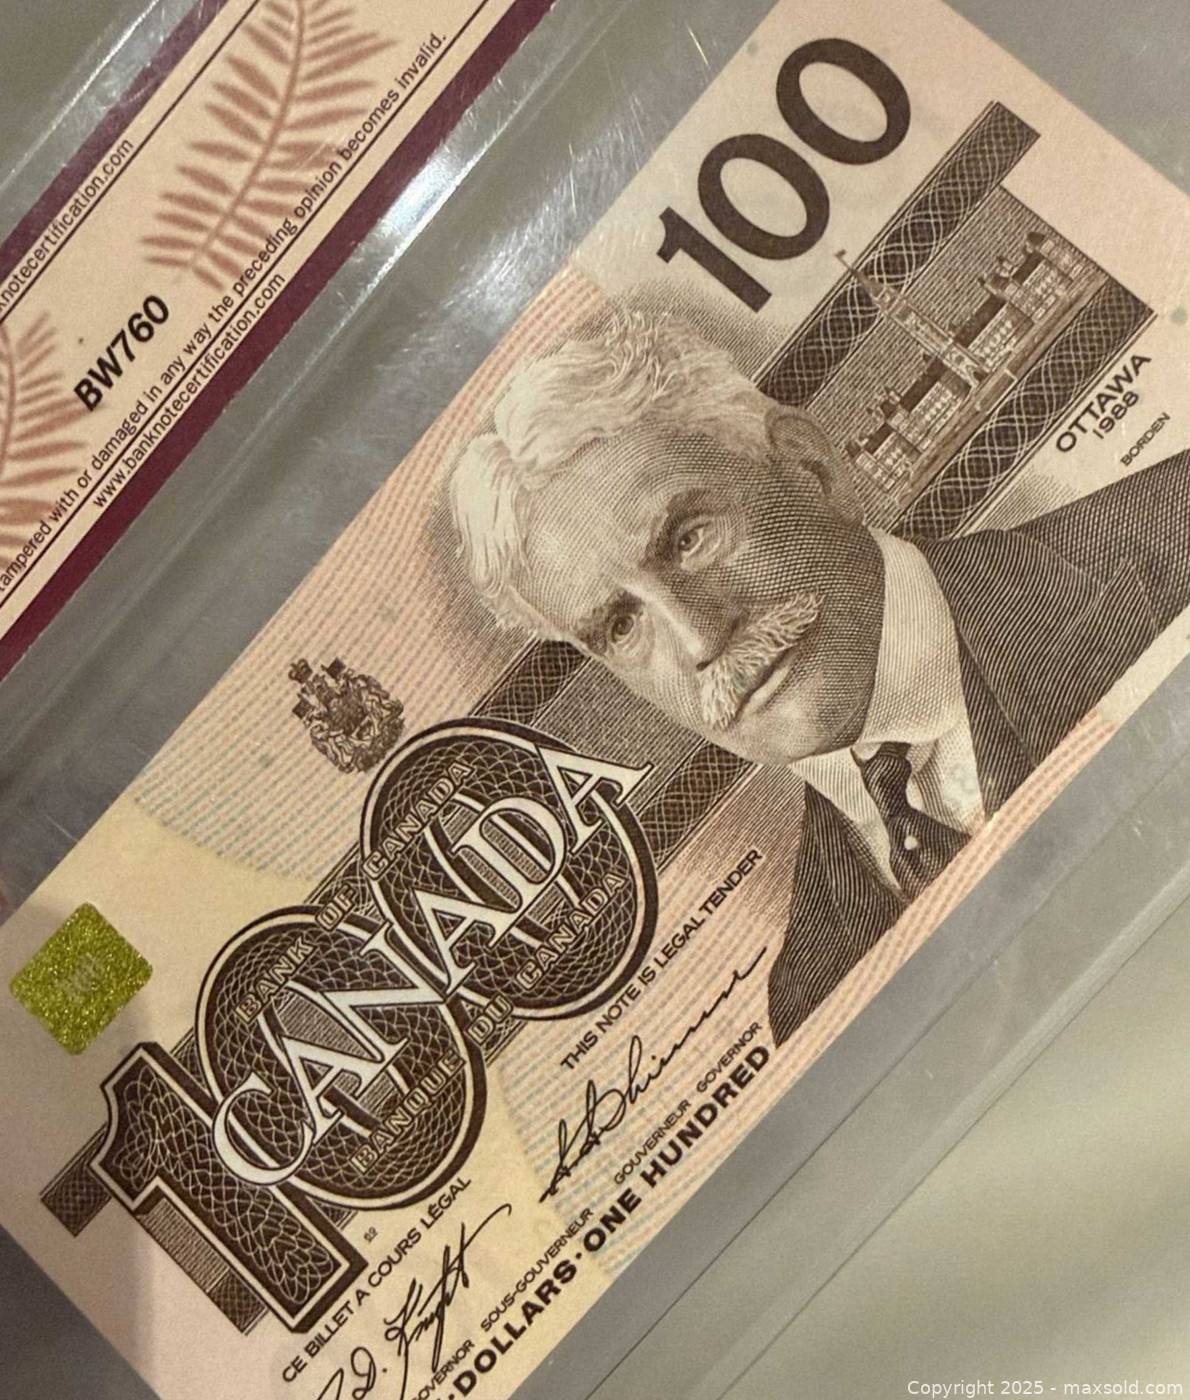 notecertification.com
BW760
tampered with or damaged in any way the preceding opinion becomes invalid.
www.banknotecertification.com
100
OTTAWA
1988
BORDEN
BANK OF CANADA
CANADA
BANQUE DU CANADA
100
THIS NOTE IS LEGAL TENDER
CE BILLET A COURS LÉGAL
GOUVERNEUR GOVERNOR
SOUS-GOUVERNEUR
DOLLARS·ONE HUNDRED
Copyright 2025 - maxsold.com